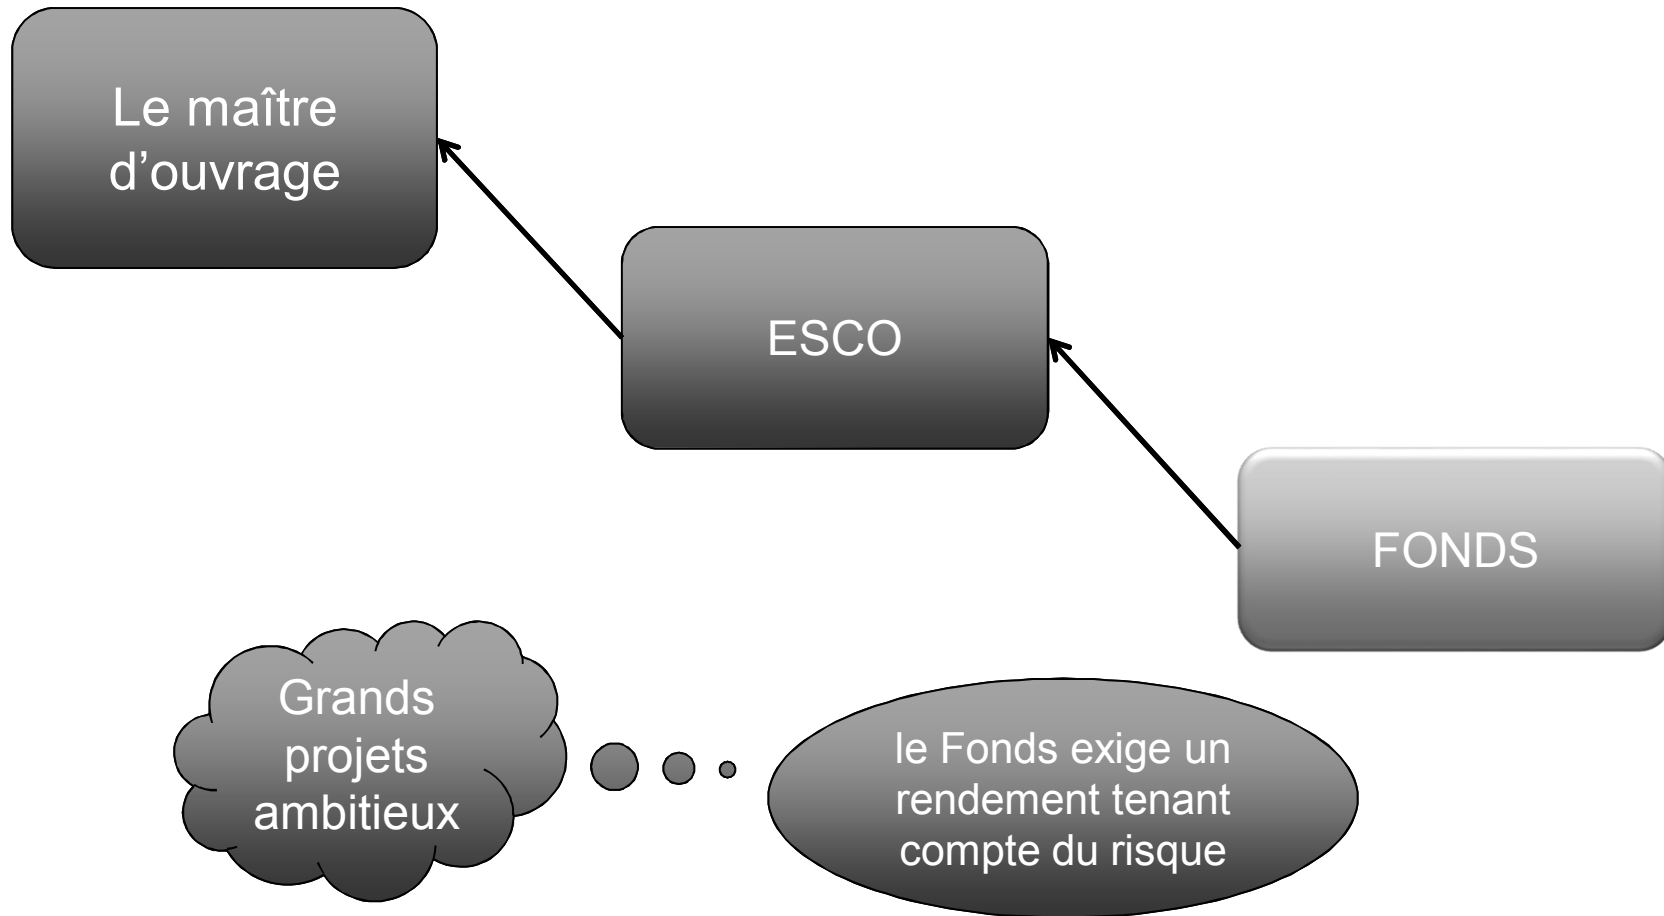 Le maître
d’ouvrage
ESCO
FONDS
Grands
projets
ambitieux
le Fonds exige un
rendement tenant
compte du risque